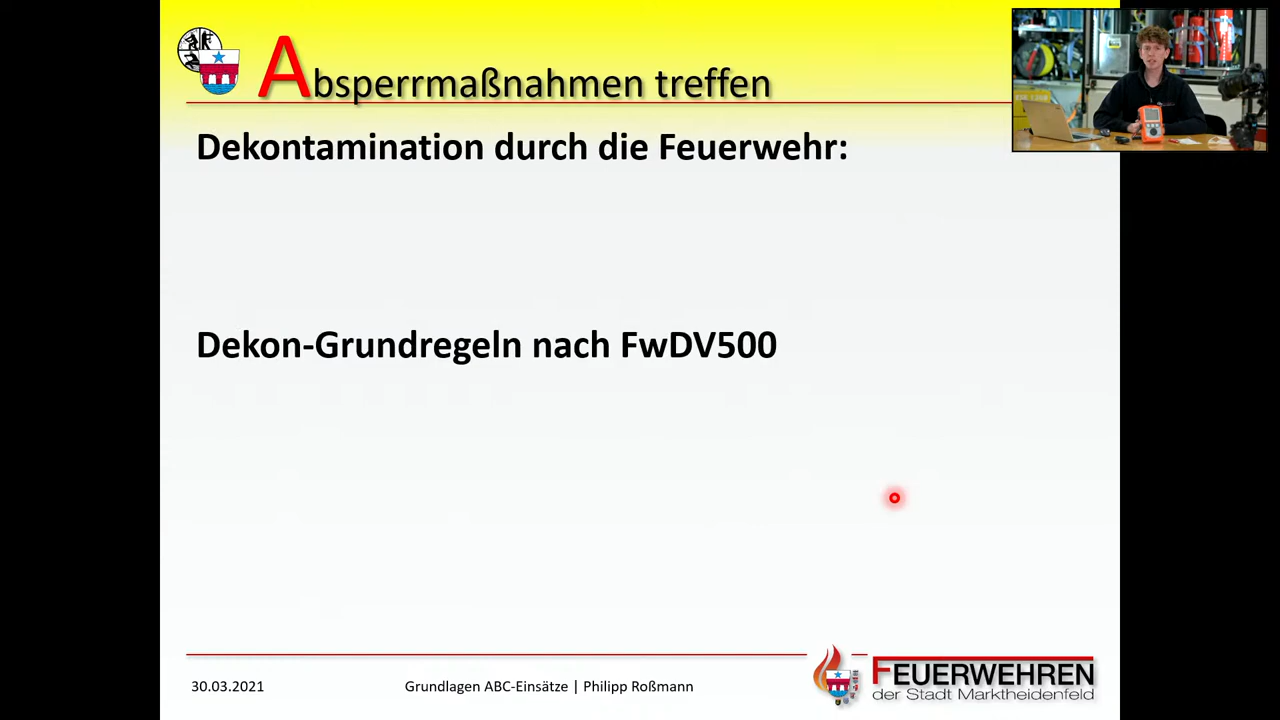 Absperrmaßnahmen treffen
Dekontamination durch die Feuerwehr:
Dekon-Grundregeln nach FwDV500
30.03.2021
Grundlagen ABC-Einsätze | Philipp Roßmann
FEUERWEHREN
der Stadt Marktheidenfeld